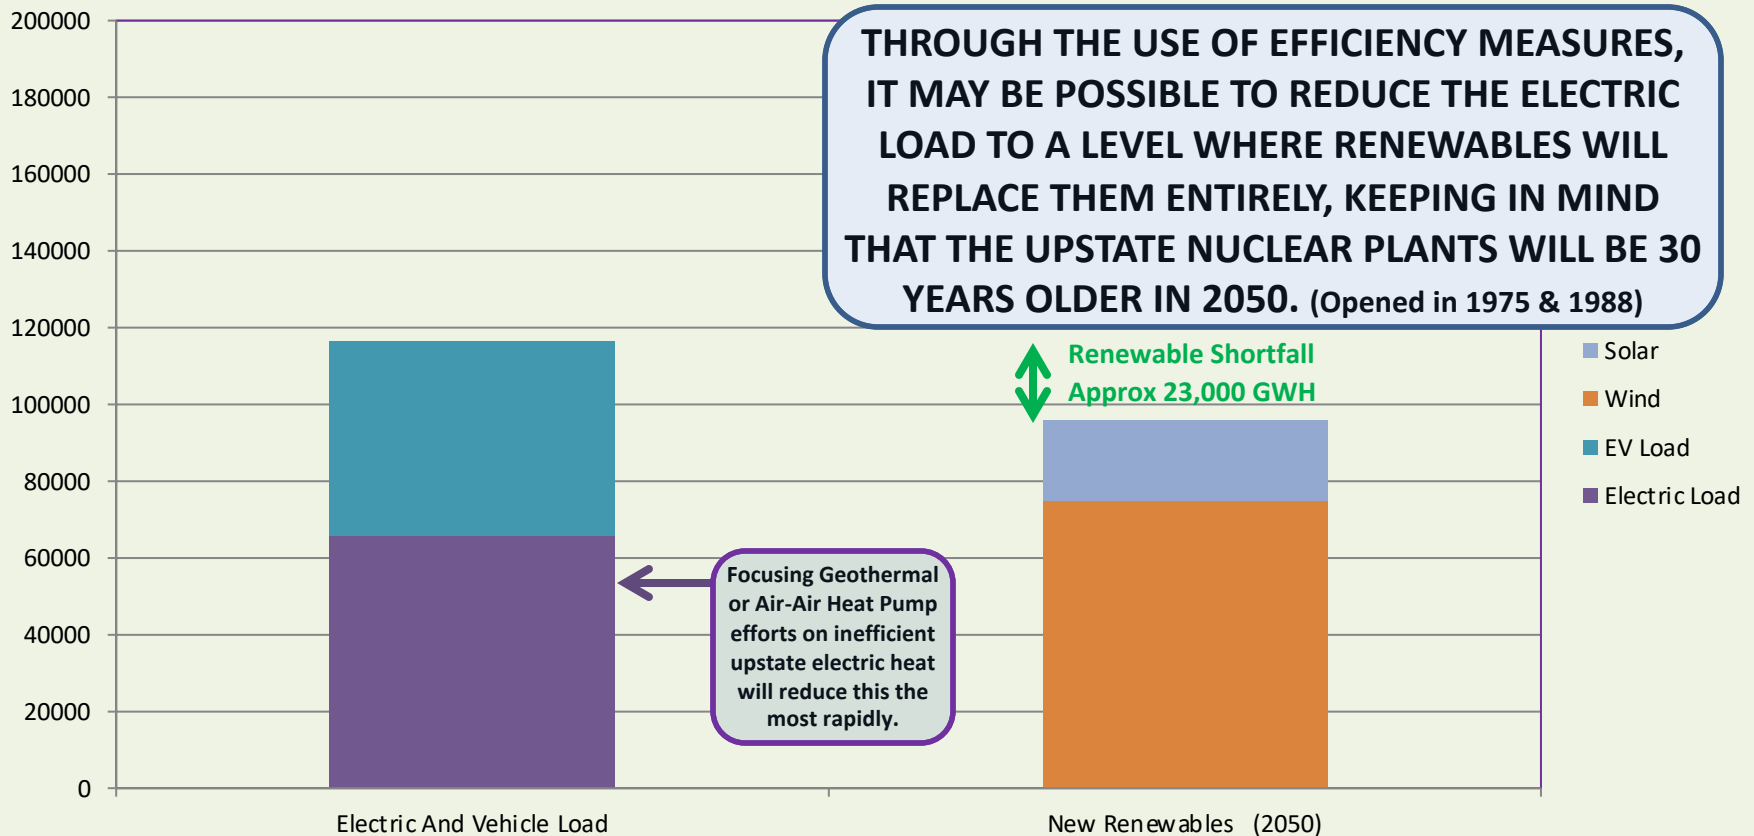 THROUGH THE USE OF EFFICIENCY MEASURES,
IT MAY BE POSSIBLE TO REDUCE THE ELECTRIC
LOAD TO A LEVEL WHERE RENEWABLES WILL
REPLACE THEM ENTIRELY, KEEPING IN MIND
THAT THE UPSTATE NUCLEAR PLANTS WILL BE 30
YEARS OLDER IN 2050. (Opened in 1975 & 1988)
200000
180000
160000
140000
120000
100000
80000
60000
40000
20000
0
Renewable Shortfall
Approx 23,000 GWH
Solar
Wind
EV Load
Electric Load
Focusing Geothermal
or Air-Air Heat Pump
efforts on inefficient
upstate electric heat
will reduce this the
most rapidly.
Electric And Vehicle Load
New Renewables (2050)